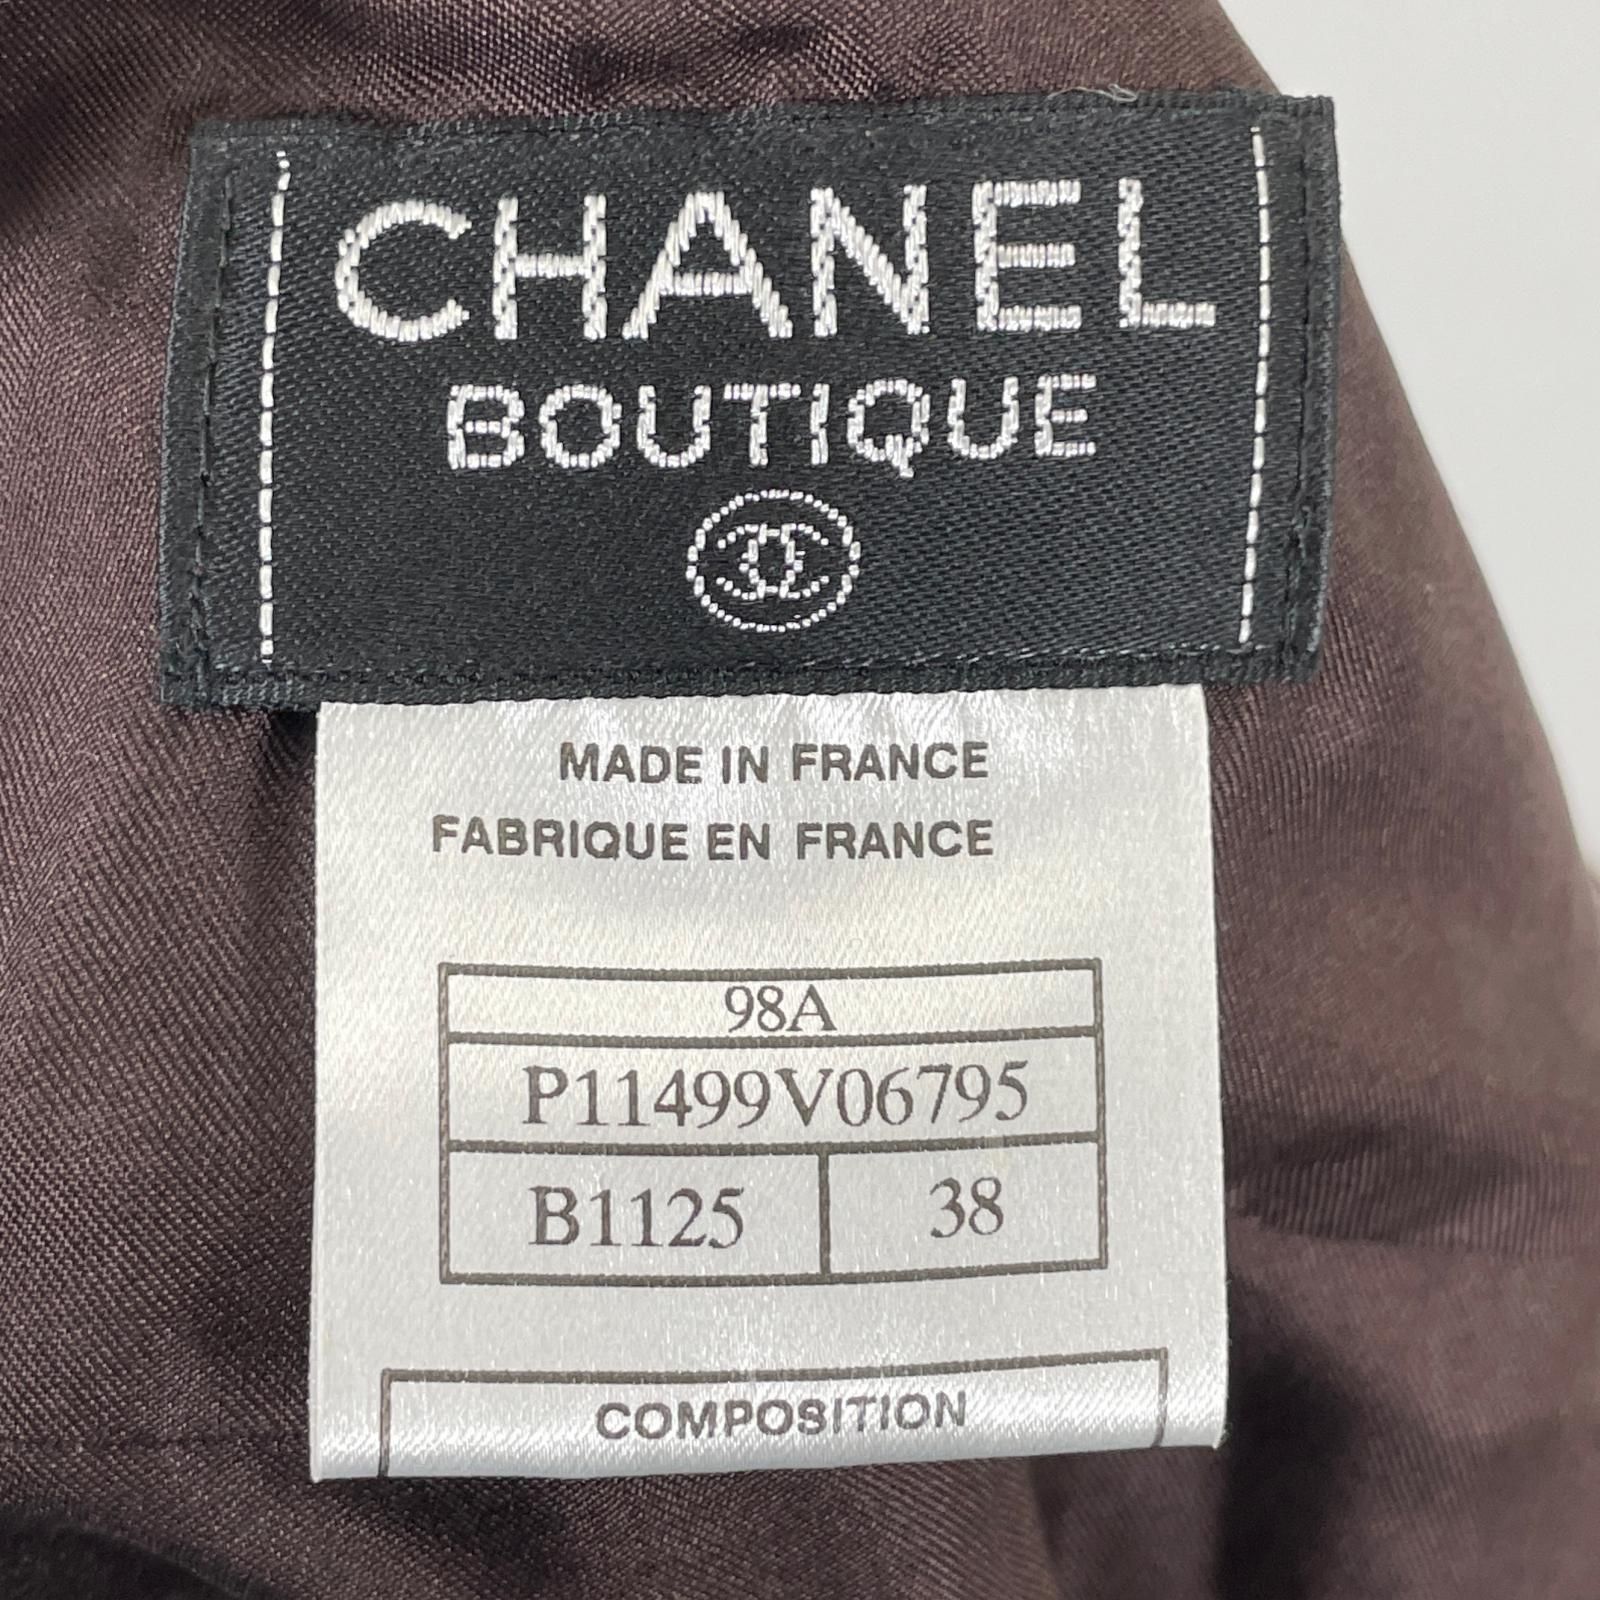 CHANEL
BOUTIQUE
MADE IN FRANCE
FABRIQUE EN FRANCE
98A
P11499V06795
B1125 38
COMPOSITION